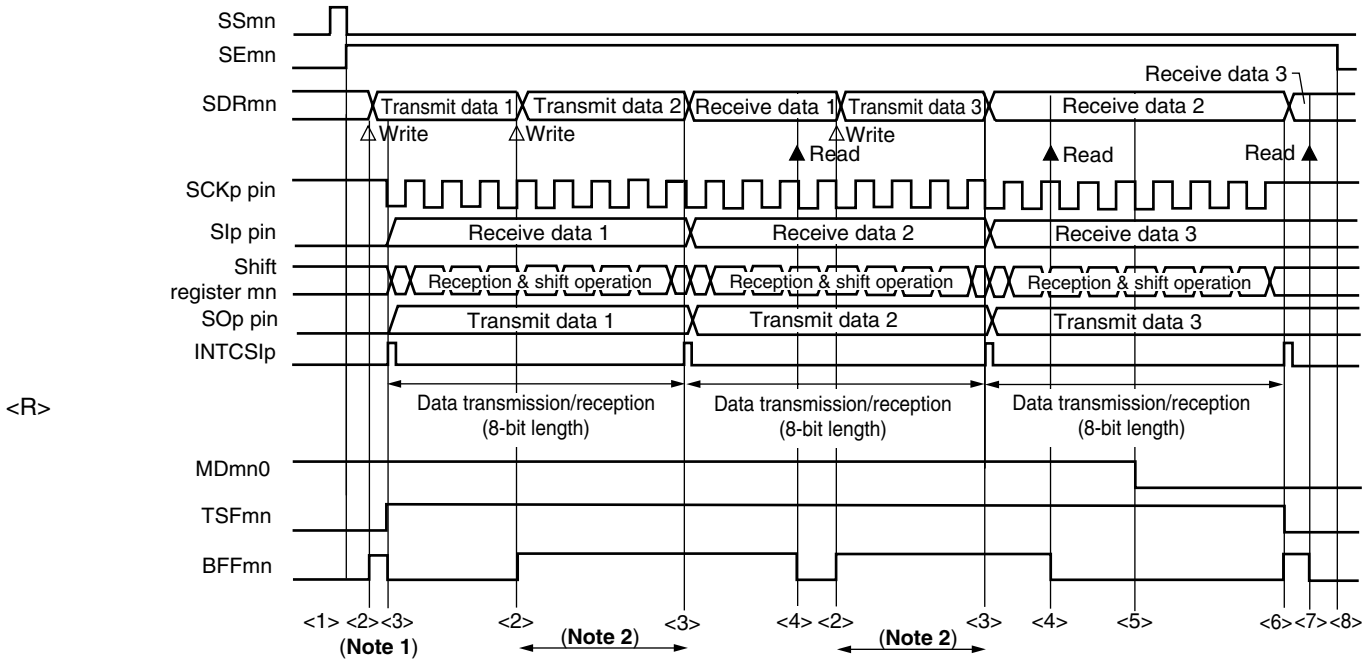 SSmn
SEmn
Receive data 3
SDRmn
Transmit data 1
Transmit data 2
Receive data 1
Transmit data 3
Receive data 2
Write
Write
Read
Write
Read
Read
SCKp pin
SIp pin
Receive data 1
Receive data 2
Receive data 3
Shift
register mn
Reception & shift operation
Reception & shift operation
Reception & shift operation
SOp pin
Transmit data 1
Transmit data 2
Transmit data 3
INTCSIp
<R>
Data transmission/reception
(8-bit length)
Data transmission/reception
(8-bit length)
Data transmission/reception
(8-bit length)
MDmn0
TSFmn
BFFmn
<1> <2> <3> <2> <3> <4> <2> <3> <4> <5> <6> <7> <8>
(Note 1)
(Note 2)
(Note 2)